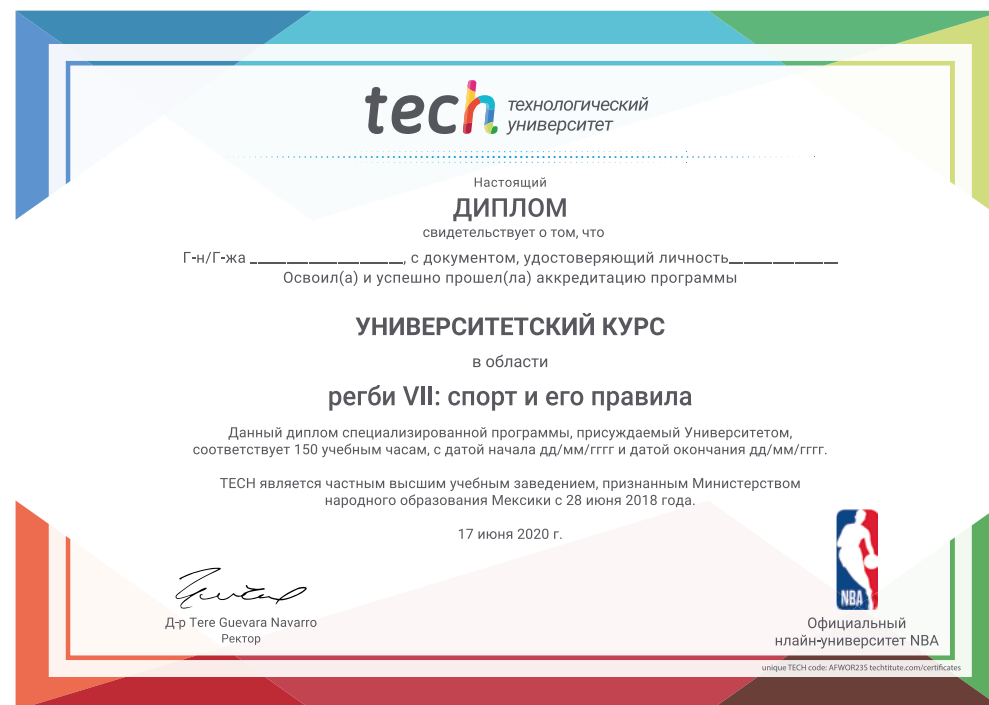 tech технологический
университет
Настоящий
ДИПЛОМ
свидетельствует о том, что
Г-н/Г-жа ____________________, с документом, удостоверяющий личность______________
Освоил(а) и успешно прошел(ла) аккредитацию программы
УНИВЕРСИТЕТСКИЙ КУРС
в области
регби VII: спорт и его правила
Данный диплом специализированной программы, присуждаемый Университетом,
соответствует 150 учебным часам, с датой начала дд/мм/гггг и датой окончания дд/мм/гггг.
TECH является частным высшим учебным заведением, признанным Министерством
народного образования Мексики с 28 июня 2018 года.
17 июня 2020 г.
NBA
Д-р Tere Guevara Navarro
Ректор
Официальный
нлайн-университет NBA
unique TECH code: AFWOR235 techtitute.com/certificates